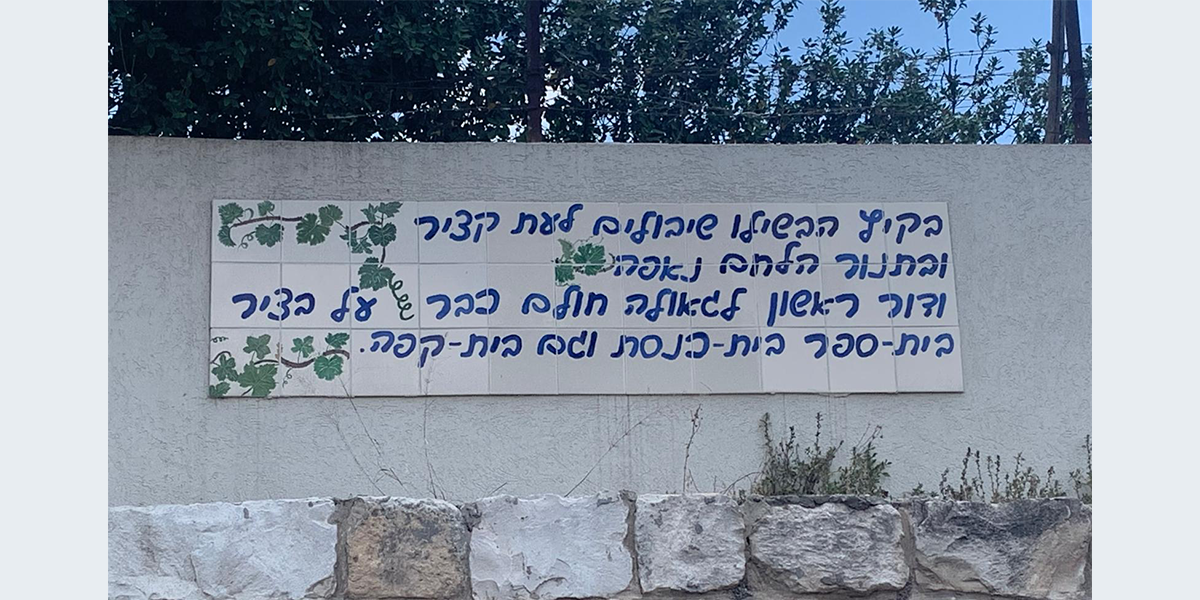 בקיץ הבשילו שיבולים לעת קציר
ובתנור הלחם נאפה
ודור ראשון לגאולה חולם כבר על בציר
בית-ספר בית-כנסת וגם בית-קפה.